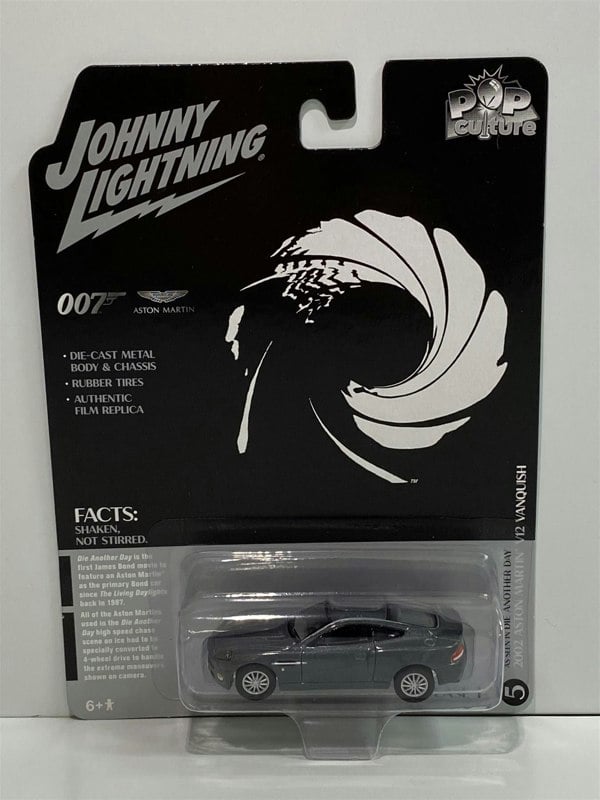 JOHNNY
LIGHTNING®
POP
culture
007
ASTON MARTIN
• DIE-CAST METAL
BODY & CHASSIS
• RUBBER TIRES
• AUTHENTIC
FILM REPLICA
TM
FACTS:
SHAKEN,
NOT STIRRED.
Die Another Day is the
first James Bond movie to
feature an Aston Martin
as the primary Bond car
since The Living Daylights
back in 1987.
All of the Aston Martins
used in the Die Another
Day high speed chase
scene on ice had to be
specially converted to
4-wheel drive to handle
the extreme maneuvers
shown on camera.
6+
AS SEEN IN DIE ANOTHER DAY
2002 ASTON MARTIN V12 VANQUISH
5